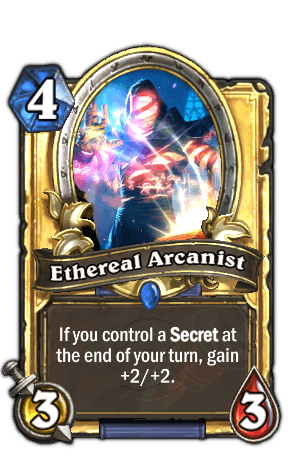 4
Ethereal Arcanist
If you control a Secret at
the end of your turn, gain
+2/+2.
3
3